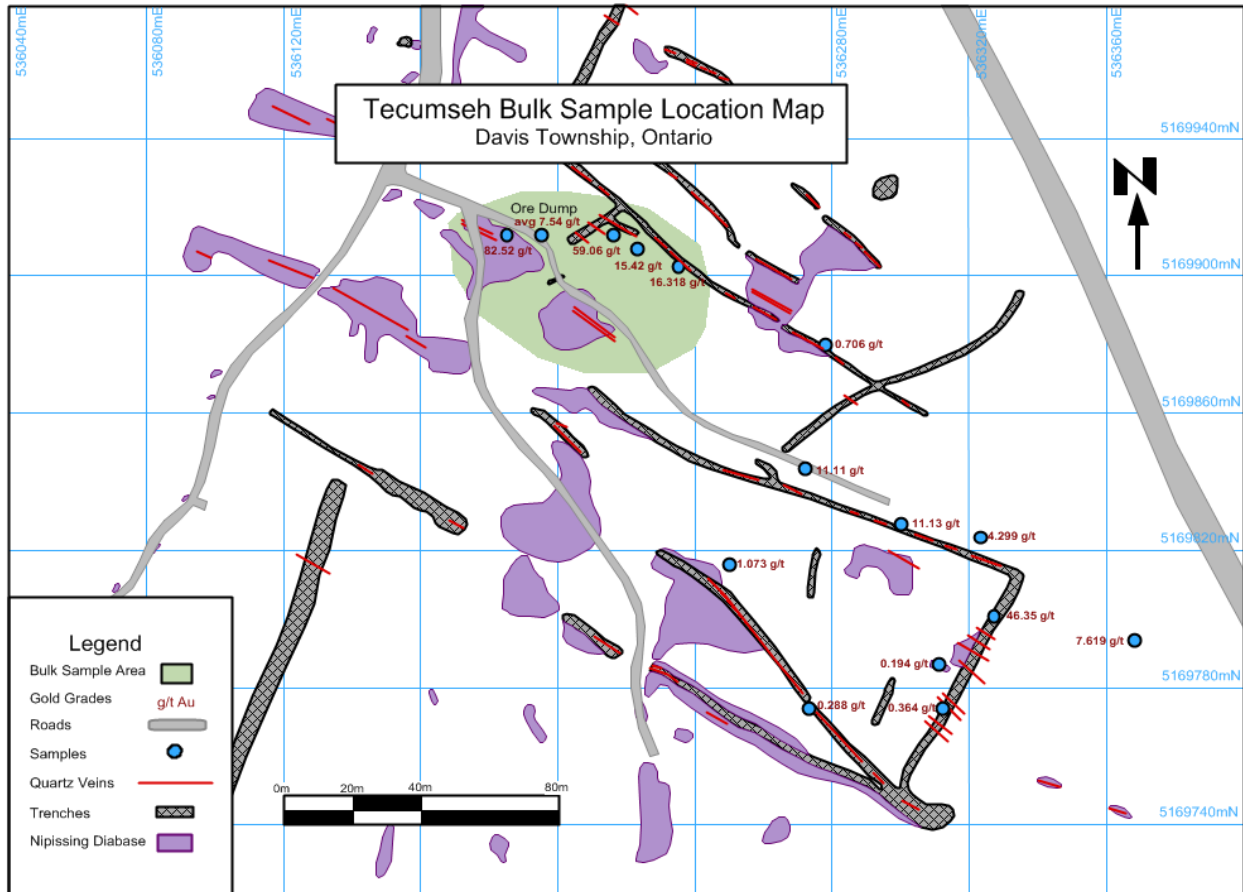 536040mE
536080mE
536120mE
536280mE
536320mE
536360mE
Tecumseh Bulk Sample Location Map
Davis Township, Ontario
5169940mN
N
Ore Dump
avg 7.54 g/t
82.52 g/t
59.06 g/t
15.42 g/t
16.318 g/t
5169900mN
0.706 g/t
5169860mN
11.11 g/t
11.13 g/t
4.299 g/t
5169820mN
1.073 g/t
46.35 g/t
7.619 g/t
0.194 g/t
5169780mN
0.288 g/t
0.364 g/t
5169740mN
Legend
Bulk Sample Area
Gold Grades g/t Au
Roads
Samples
Quartz Veins
Trenches
Nipissing Diabase
0m 20m 40m 80m